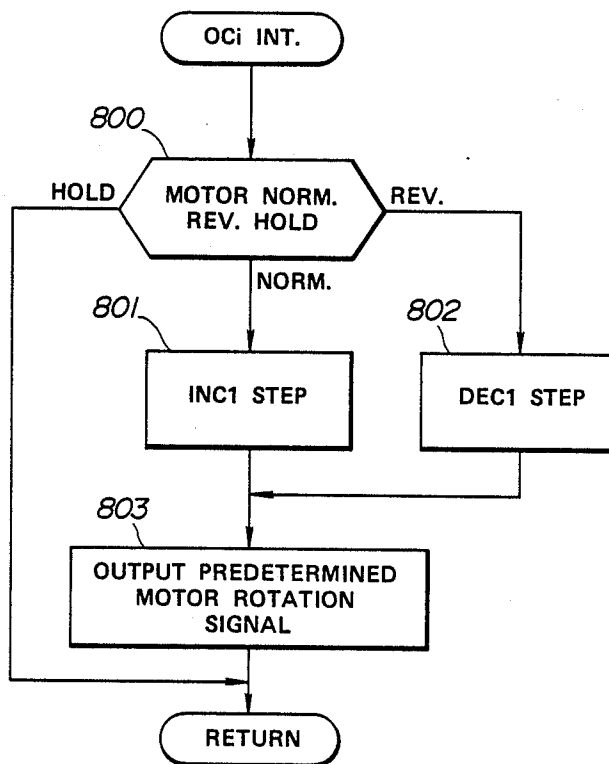 OCi INT.
800
HOLD
MOTOR NORM.
REV. HOLD
REV.
NORM.
801
802
INC1 STEP
DEC1 STEP
803
OUTPUT PREDETERMINED
MOTOR ROTATION
SIGNAL
RETURN